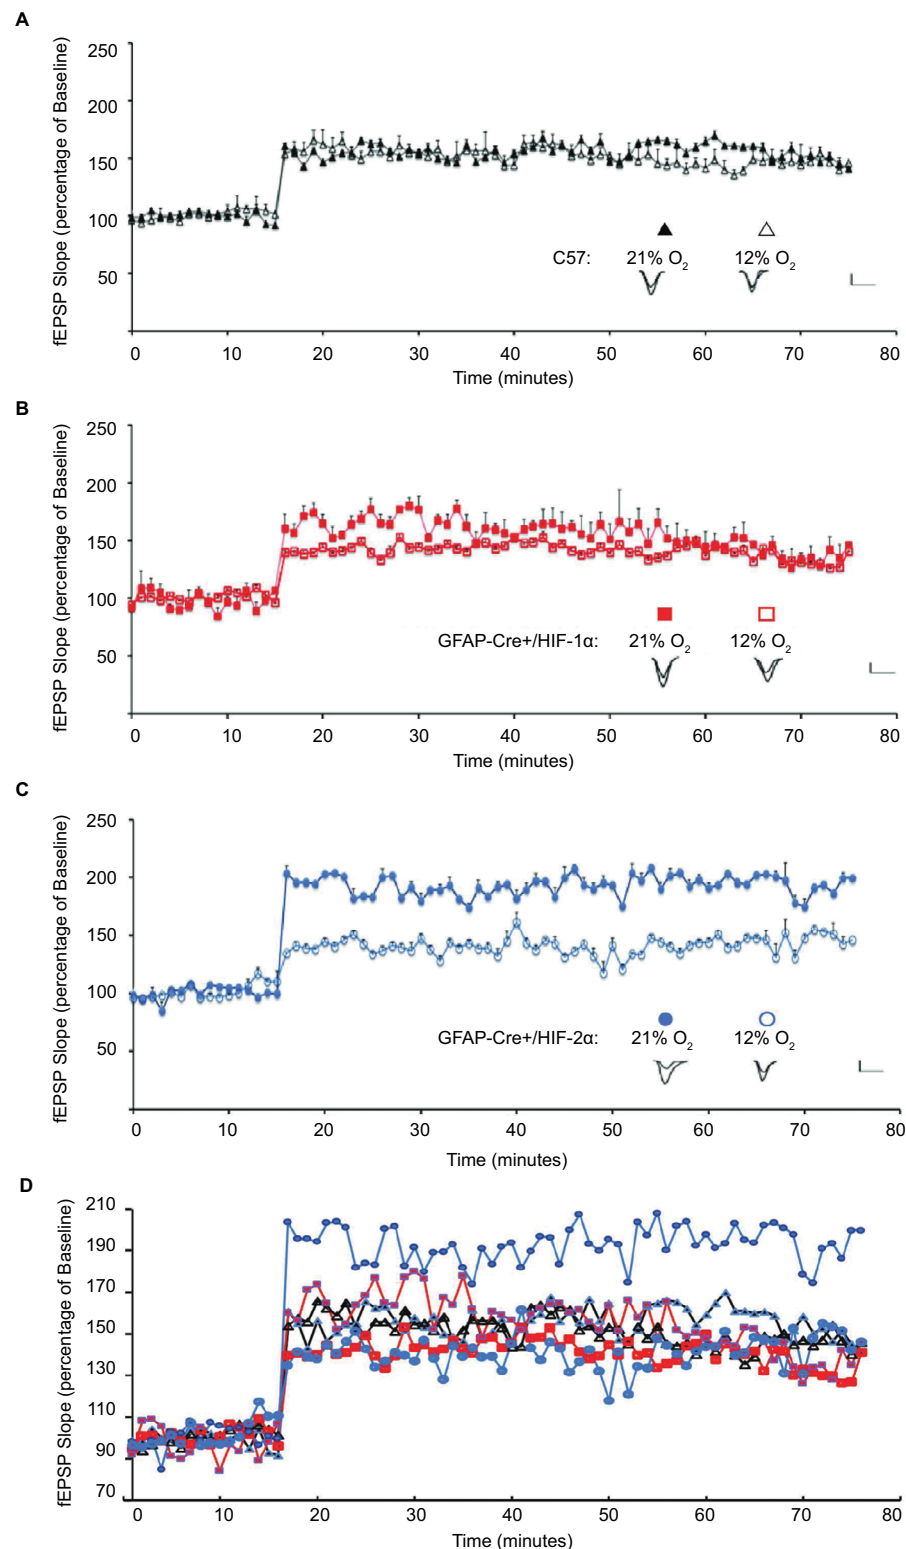 A
fEPSP Slope (percentage of Baseline)
250
200
150
100
50
C57:
21% O2
12% O2
0 10 20 30 40 50 60 70 80
Time (minutes)
B
fEPSP Slope (percentage of Baseline)
250
200
150
100
50
GFAP-Cre+/HIF-1α:
21% O2
12% O2
0 10 20 30 40 50 60 70 80
Time (minutes)
C
fEPSP Slope (percentage of Baseline)
250
200
150
100
50
GFAP-Cre+/HIF-2α:
21% O2
12% O2
0 10 20 30 40 50 60 70 80
Time (minutes)
D
fEPSP Slope (percentage of Baseline)
210
190
170
150
130
110
90
70
0 10 20 30 40 50 60 70 80
Time (minutes)